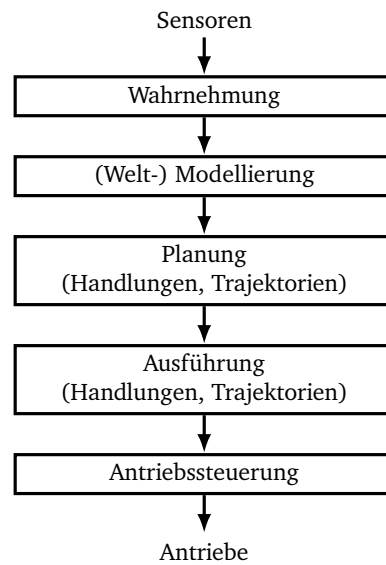 Sensoren
Wahrnehmung
(Welt-) Modellierung
Planung
(Handlungen, Trajektorien)
Ausführung
(Handlungen, Trajektorien)
Antriebssteuerung
Antriebe